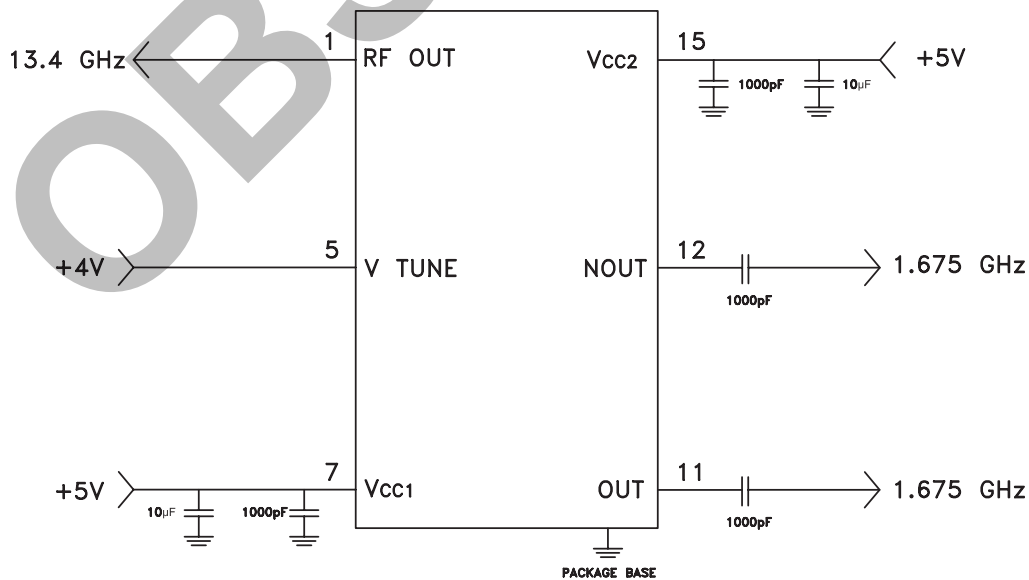 OBS
1
15
13.4 GHz
RF OUT
VCC2
+5V
1000pF
10µF
5
12
+4V
V TUNE
NOUT
1.675 GHz
1000pF
7
11
+5V
VCC1
OUT
1.675 GHz
10µF
1000pF
1000pF
PACKAGE BASE